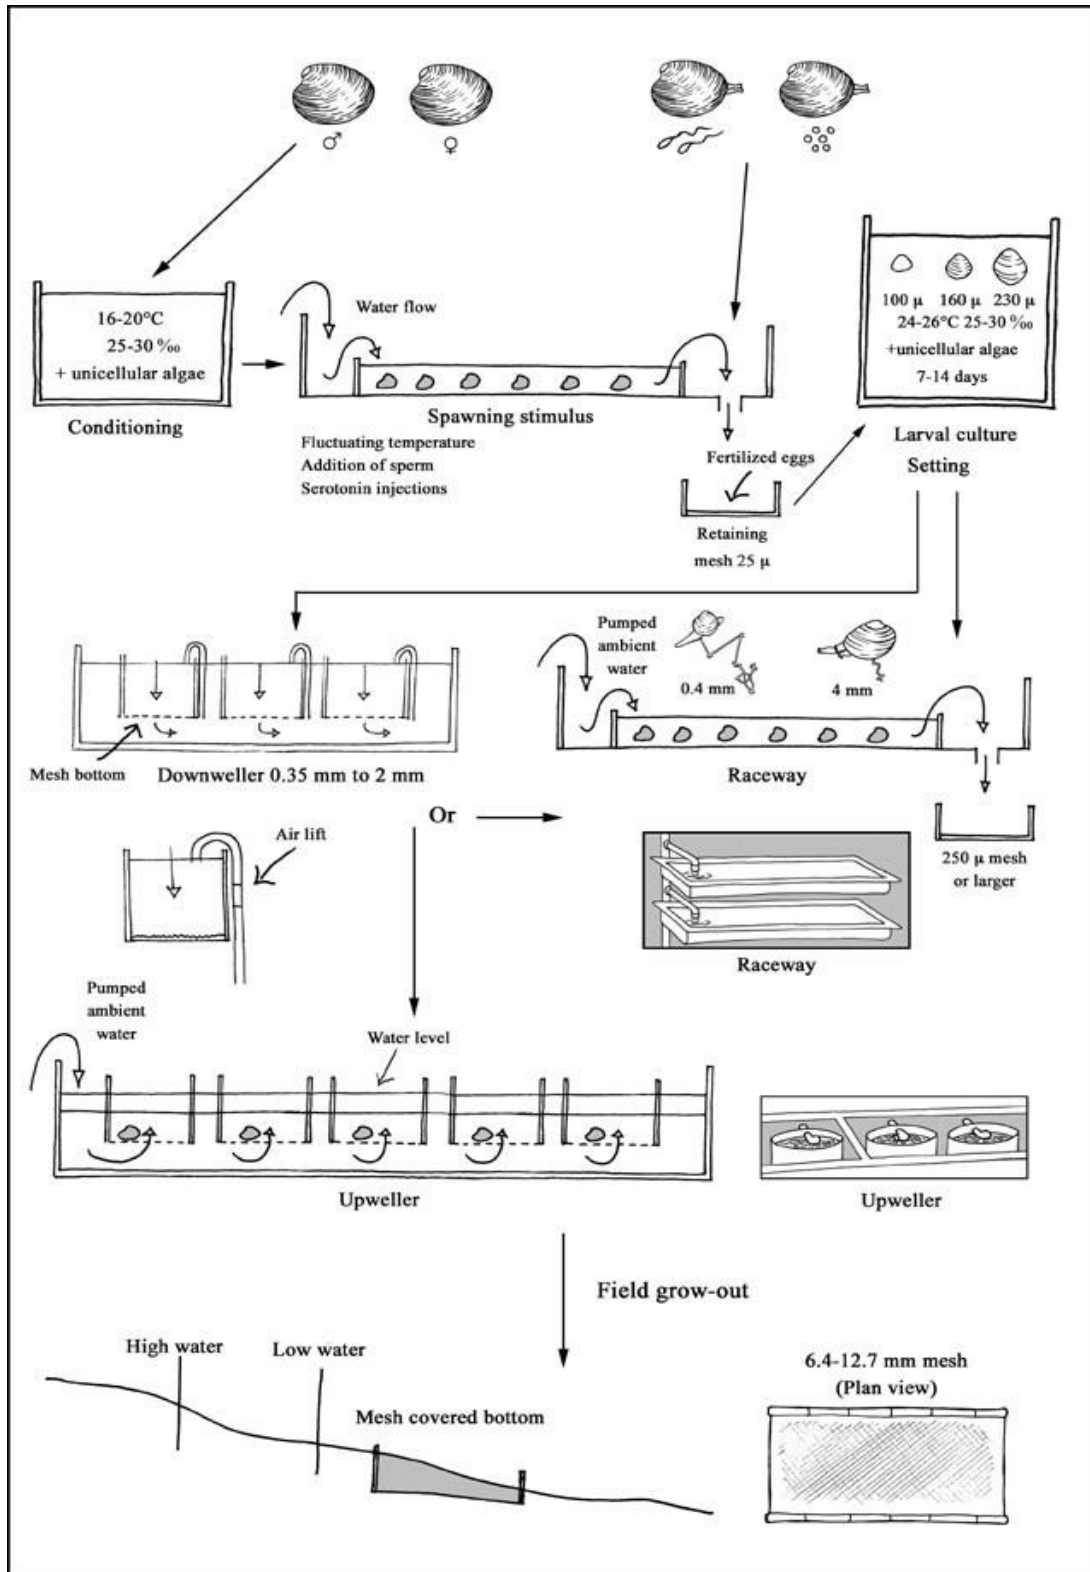 ♂
♀
16-20°C
25-30 ‰
+ unicellular algae
Conditioning
Water flow
Spawning stimulus
Fluctuating temperature
Addition of sperm
Serotonin injections
Fertilized eggs
Retaining
mesh 25 μ
100 μ 160 μ 230 μ
24-26°C 25-30 ‰
+unicellular algae
7-14 days
Larval culture
Setting
Mesh bottom
Downweller 0.35 mm to 2 mm
Pumped
ambient
water
0.4 mm
4 mm
Raceway
250 μ mesh
or larger
Or
Air lift
Raceway
Pumped
ambient
water
Water level
Upweller
Upweller
Field grow-out
High water
Low water
Mesh covered bottom
6.4-12.7 mm mesh
(Plan view)